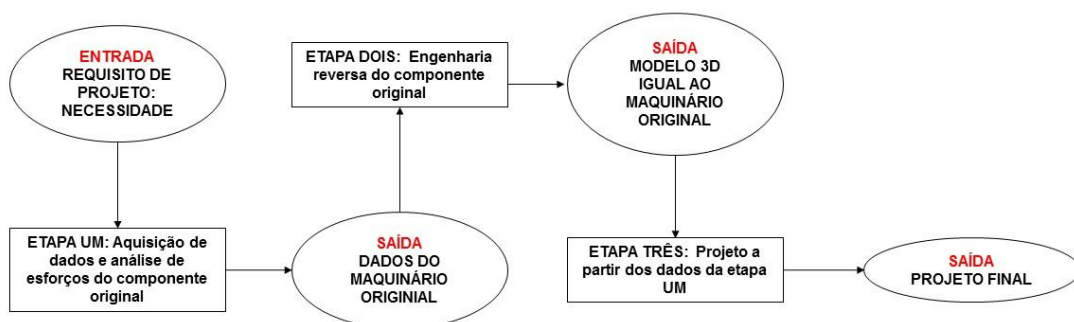 ENTRADA
REQUISITO DE
PROJETO:
NECESSIDADE
ETAPA UM: Aquisição de
dados e análise de
esforços do componente
original
SAÍDA
DADOS DO
MAQUINÁRIO
ORIGINIAL
ETAPA DOIS: Engenharia
reversa do componente
original
SAÍDA
MODELO 3D
IGUAL AO
MAQUINÁRIO
ORIGINAL
ETAPA TRÊS: Projeto a
partir dos dados da etapa
UM
SAÍDA
PROJETO FINAL